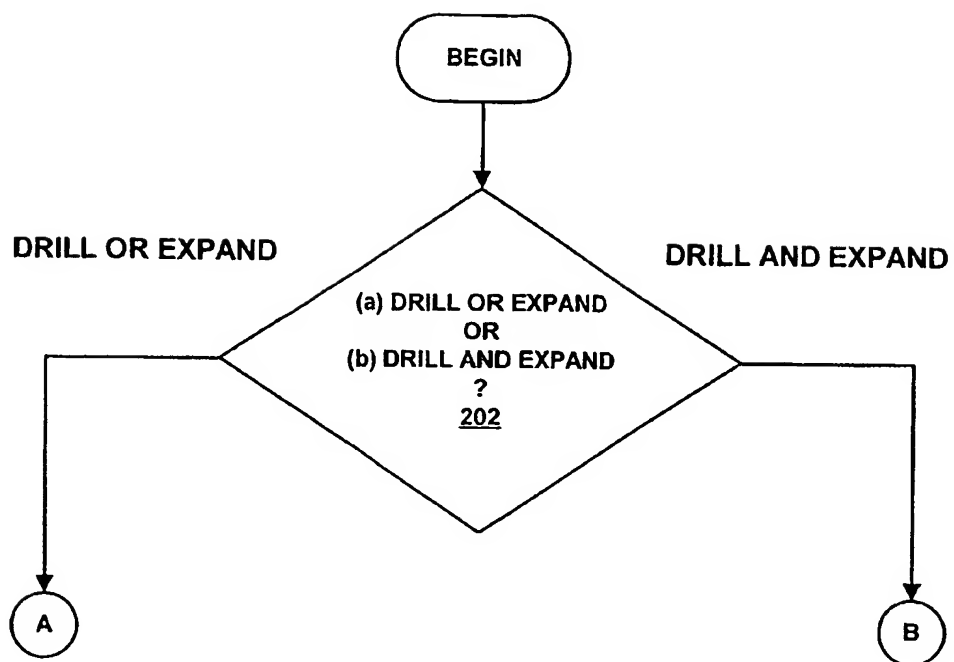 BEGIN
DRILL OR EXPAND
DRILL AND EXPAND
(a) DRILL OR EXPAND
OR
(b) DRILL AND EXPAND
?
202
A
B